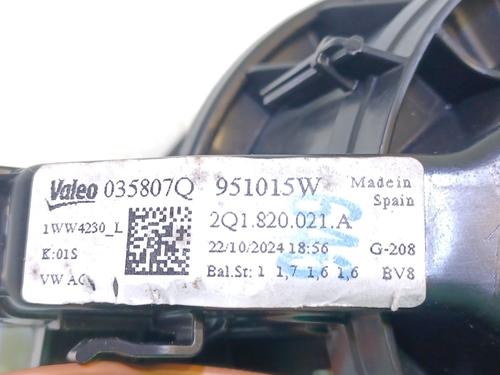 Valeo 035807Q 951015W Made in Spain
1WW4230_L 2Q1.820.021.A
K:01S 22/10/2024 18:56 G-208
VW AG Bal.St: 1 1,7 1,6 1,6 BV8